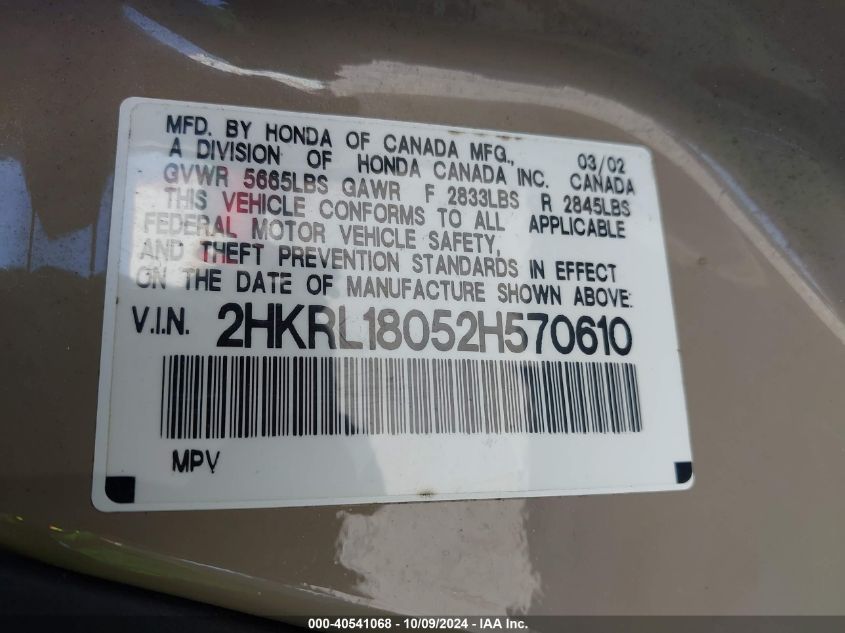 MFD. BY HONDA OF CANADA MFG., 03/02
A DIVISION OF HONDA CANADA INC. CANADA
GVWR 5665LBS GAWR F 2833LBS R 2845LBS
THIS VEHICLE CONFORMS TO ALL APPLICABLE
FEDERAL MOTOR VEHICLE SAFETY,
AND THEFT PREVENTION STANDARDS IN EFFECT
ON THE DATE OF MANUFACTURE SHOWN ABOVE:
V.I.N. 2HKRL18052H570610
MPV
000-40541068 - 10/09/2024 - IAA Inc.